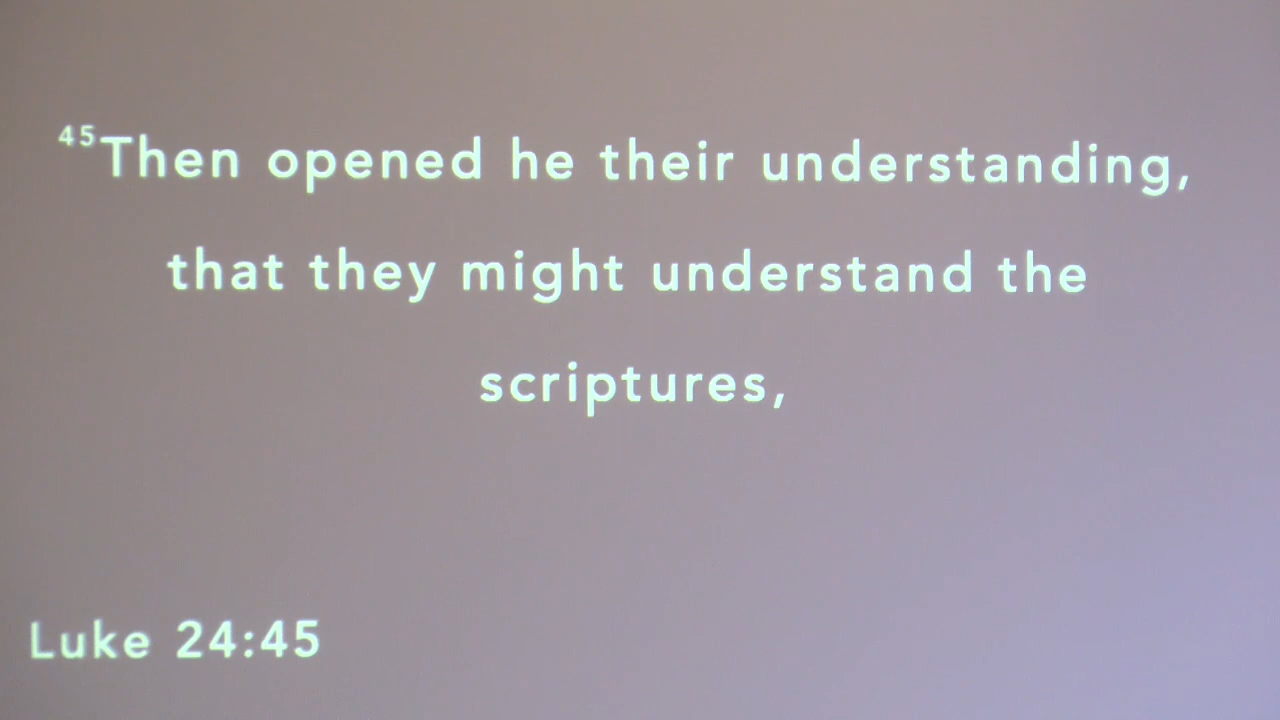 45Then opened he their understanding,
that they might understand the
scriptures,
Luke 24:45